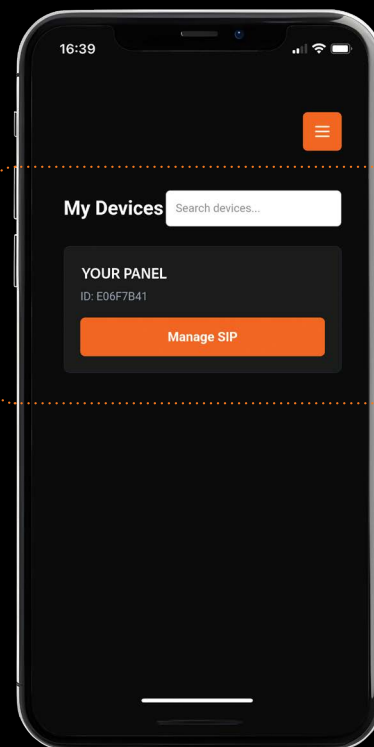 16:39
My Devices
Search devices...
YOUR PANEL
ID: E06F7B41
Manage SIP